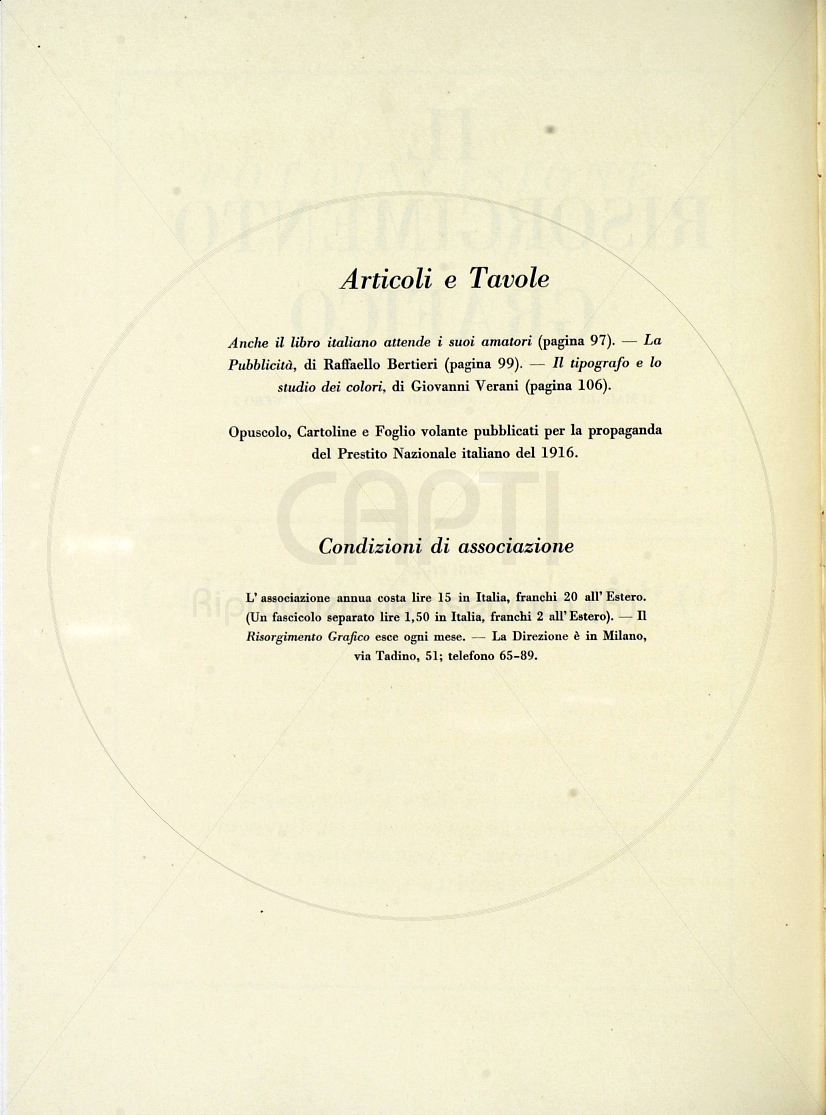 Articoli e Tavole
Anche il libro italiano attende i suoi amatori (pagina 97). — La
Pubblicità, di Raffaello Bertieri (pagina 99). — Il tipografo e lo
studio dei colori, di Giovanni Verani (pagina 106).
Opuscolo, Cartoline e Foglio volante pubblicati per la propaganda
del Prestito Nazionale italiano del 1916.
CAPTI
Condizioni di associazione
L' associazione annua costa lire 15 in Italia, franchi 20 all' Estero.
(Un fascicolo separato lire 1,50 in Italia, franchi 2 all' Estero). — Il
Risorgimento Grafico esce ogni mese. — La Direzione è in Milano,
via Tadino, 51; telefono 65-89.